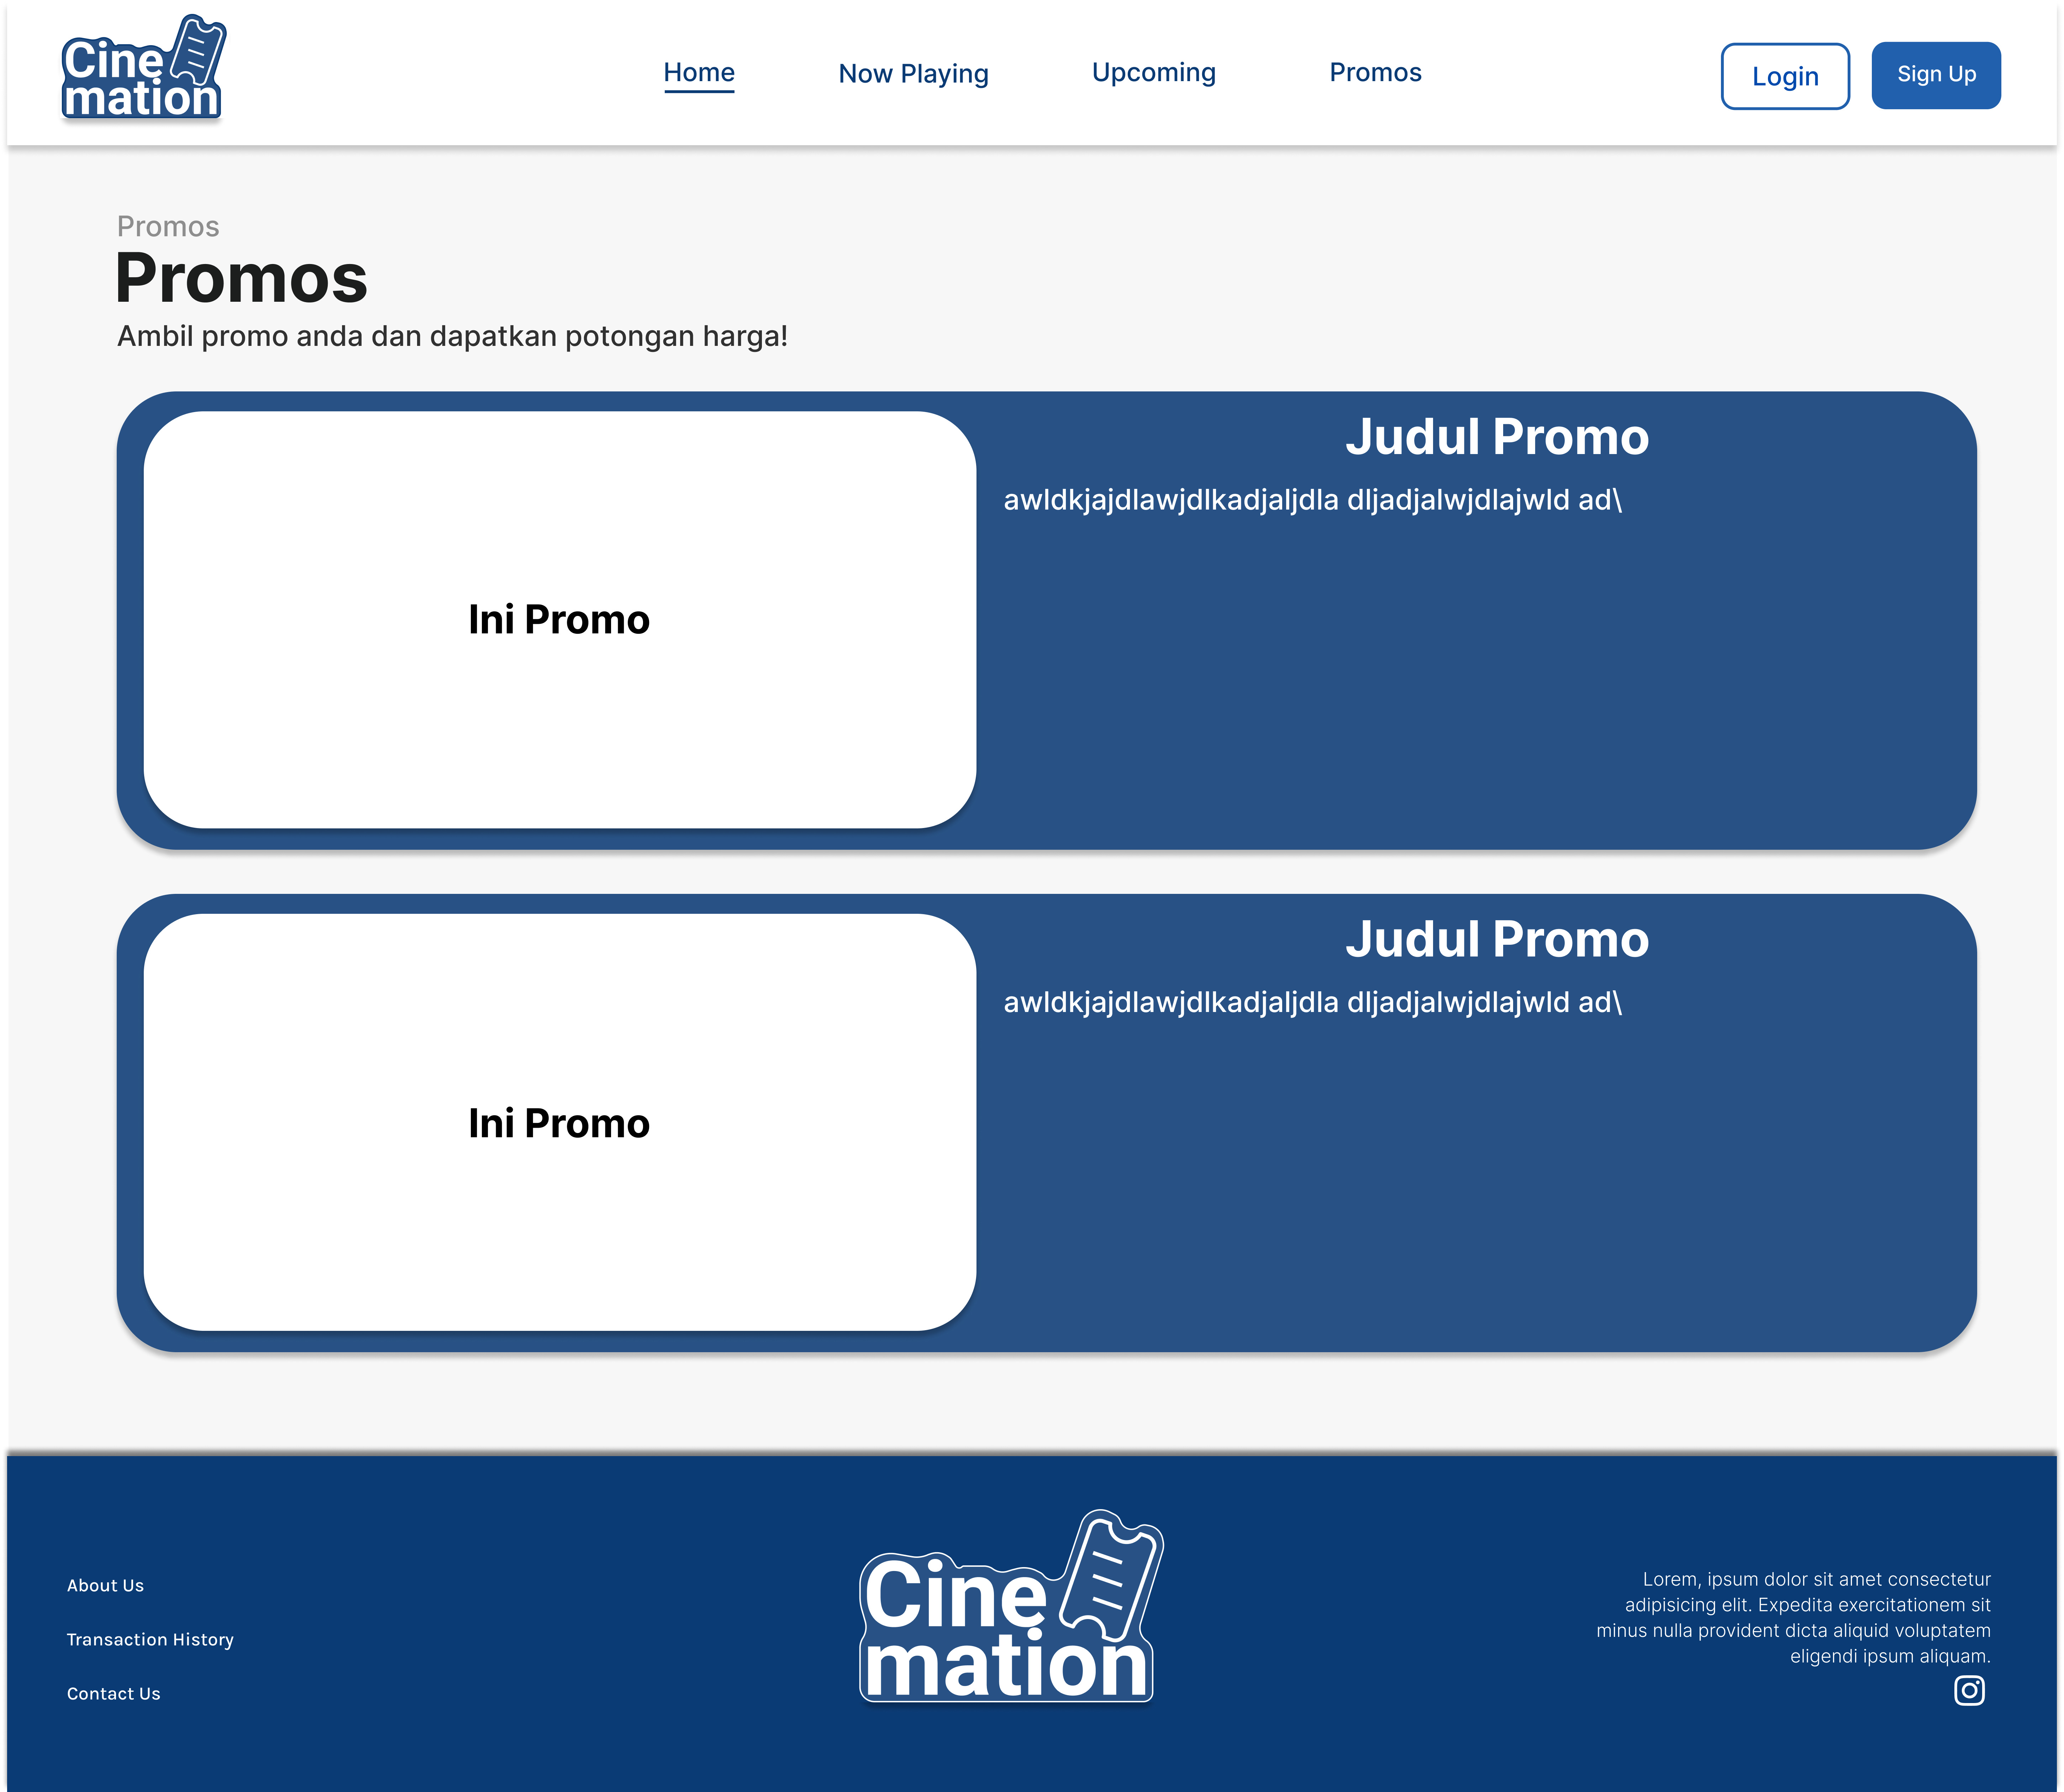 Cine
mation
Home
Now Playing
Upcoming
Promos
Login
Sign Up
Promos
Promos
Ambil promo anda dan dapatkan potongan harga!
Ini Promo
Judul Promo
awldkjajdlawjdlkadjaljdla dljadjalwjdlajwld ad\
Ini Promo
Judul Promo
awldkjajdlawjdlkadjaljdla dljadjalwjdlajwld ad\
About Us
Transaction History
Contact Us
Cine
mation
Lorem, ipsum dolor sit amet consectetur
adipisicing elit. Expedita exercitationem sit
minus nulla provident dicta aliquid voluptatem
eligendi ipsum aliquam.